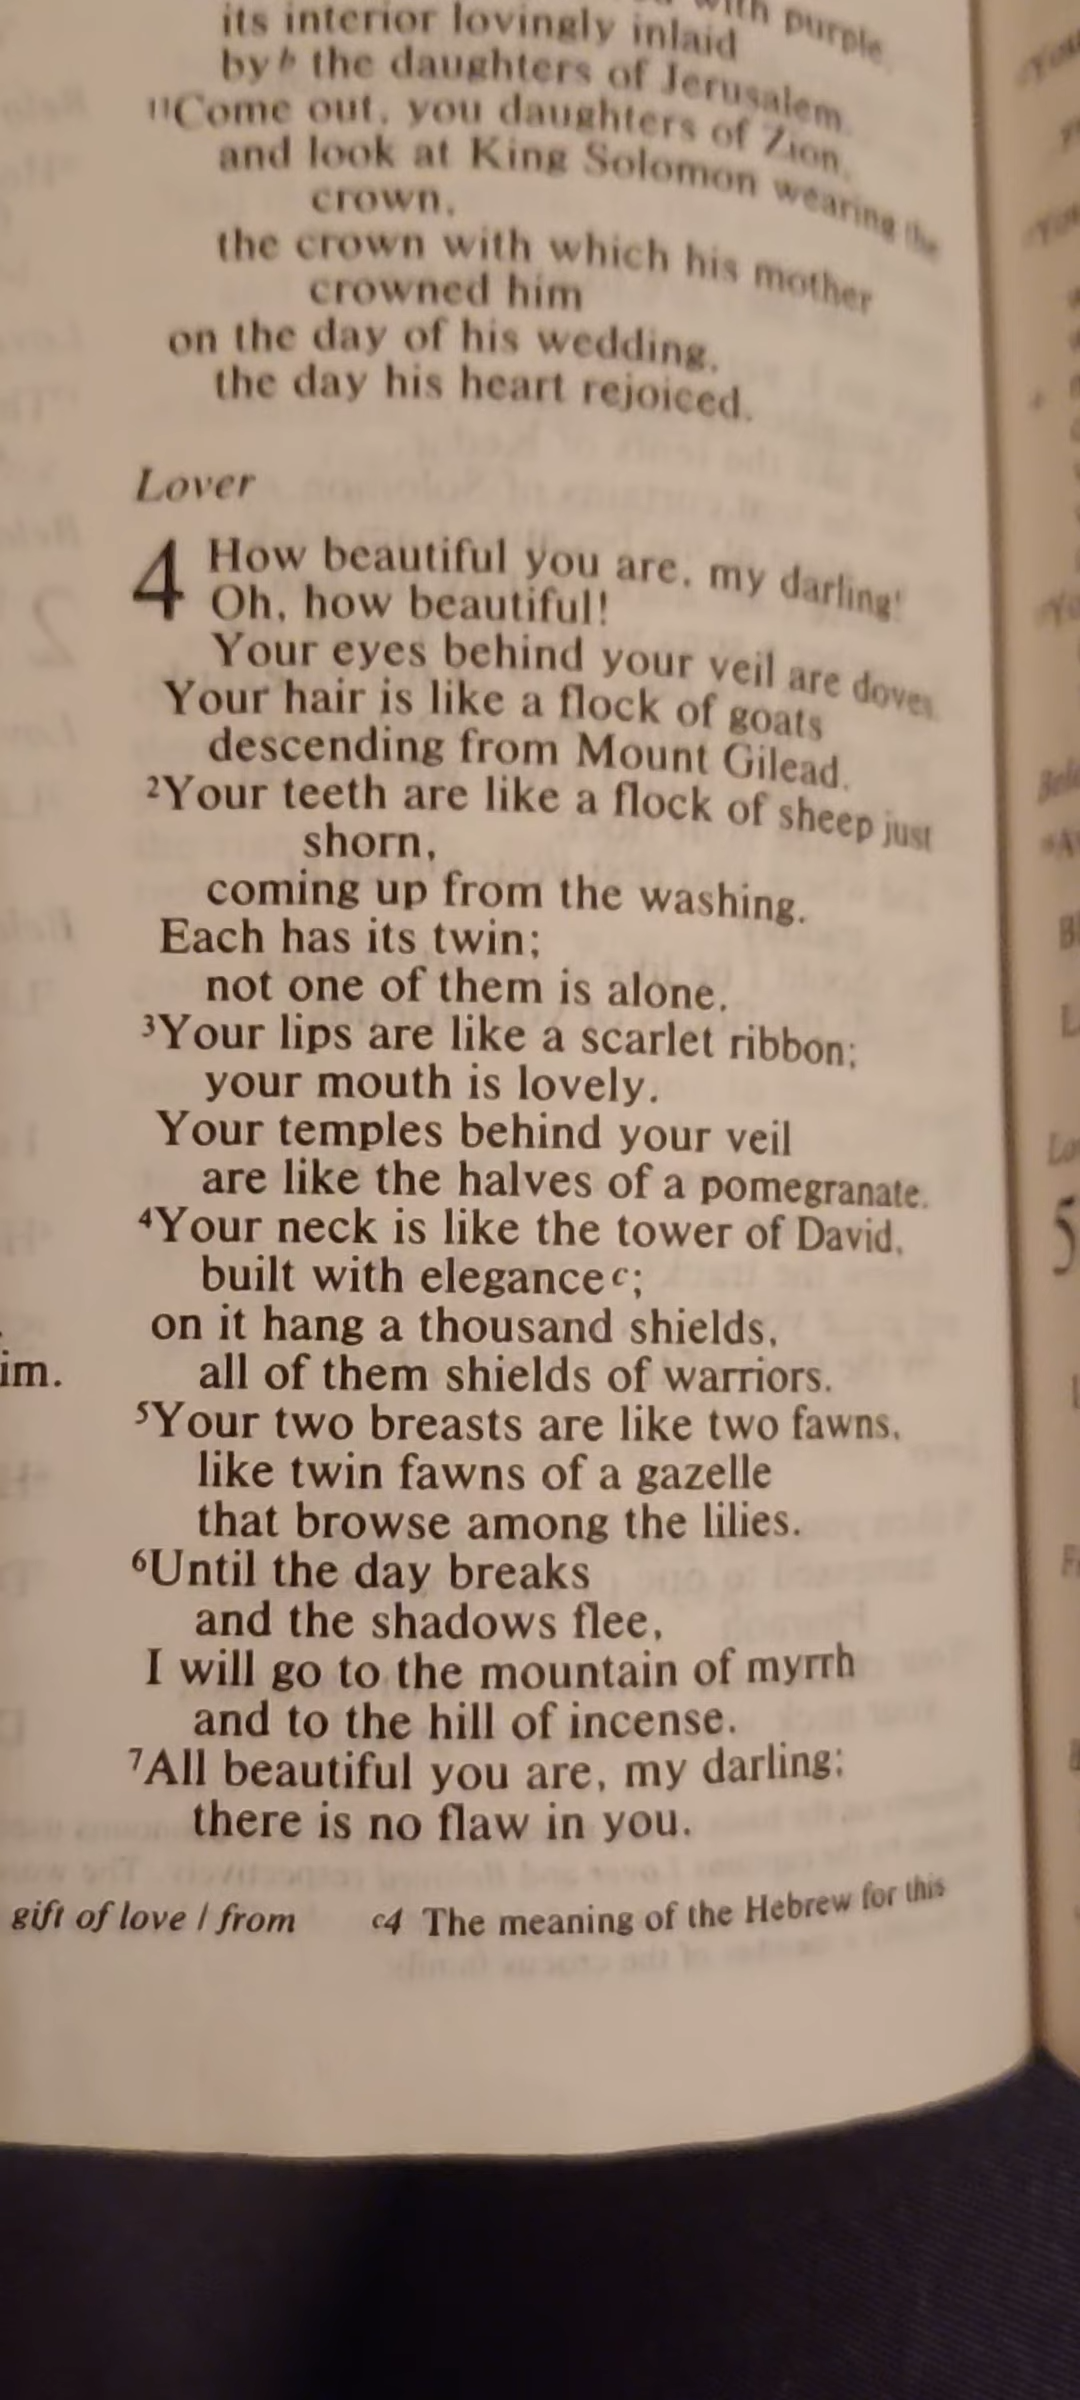 with purple,
its interior lovingly inlaid
by b the daughters of Jerusalem.
11Come out, you daughters of Zion,
and look at King Solomon wearing the
crown,
the crown with which his mother
crowned him
on the day of his wedding,
the day his heart rejoiced.
Lover
4 How beautiful you are, my darling!
Oh, how beautiful!
Your eyes behind your veil are doves.
Your hair is like a flock of goats
descending from Mount Gilead.
2Your teeth are like a flock of sheep just
shorn,
coming up from the washing.
Each has its twin;
not one of them is alone.
3Your lips are like a scarlet ribbon;
your mouth is lovely.
Your temples behind your veil
are like the halves of a pomegranate.
4Your neck is like the tower of David,
built with elegance c;
on it hang a thousand shields,
all of them shields of warriors.
5Your two breasts are like two fawns,
like twin fawns of a gazelle
that browse among the lilies.
6Until the day breaks
and the shadows flee,
I will go to the mountain of myrrh
and to the hill of incense.
7All beautiful you are, my darling;
there is no flaw in you.
im.
gift of love / from
c4 The meaning of the Hebrew for this
5